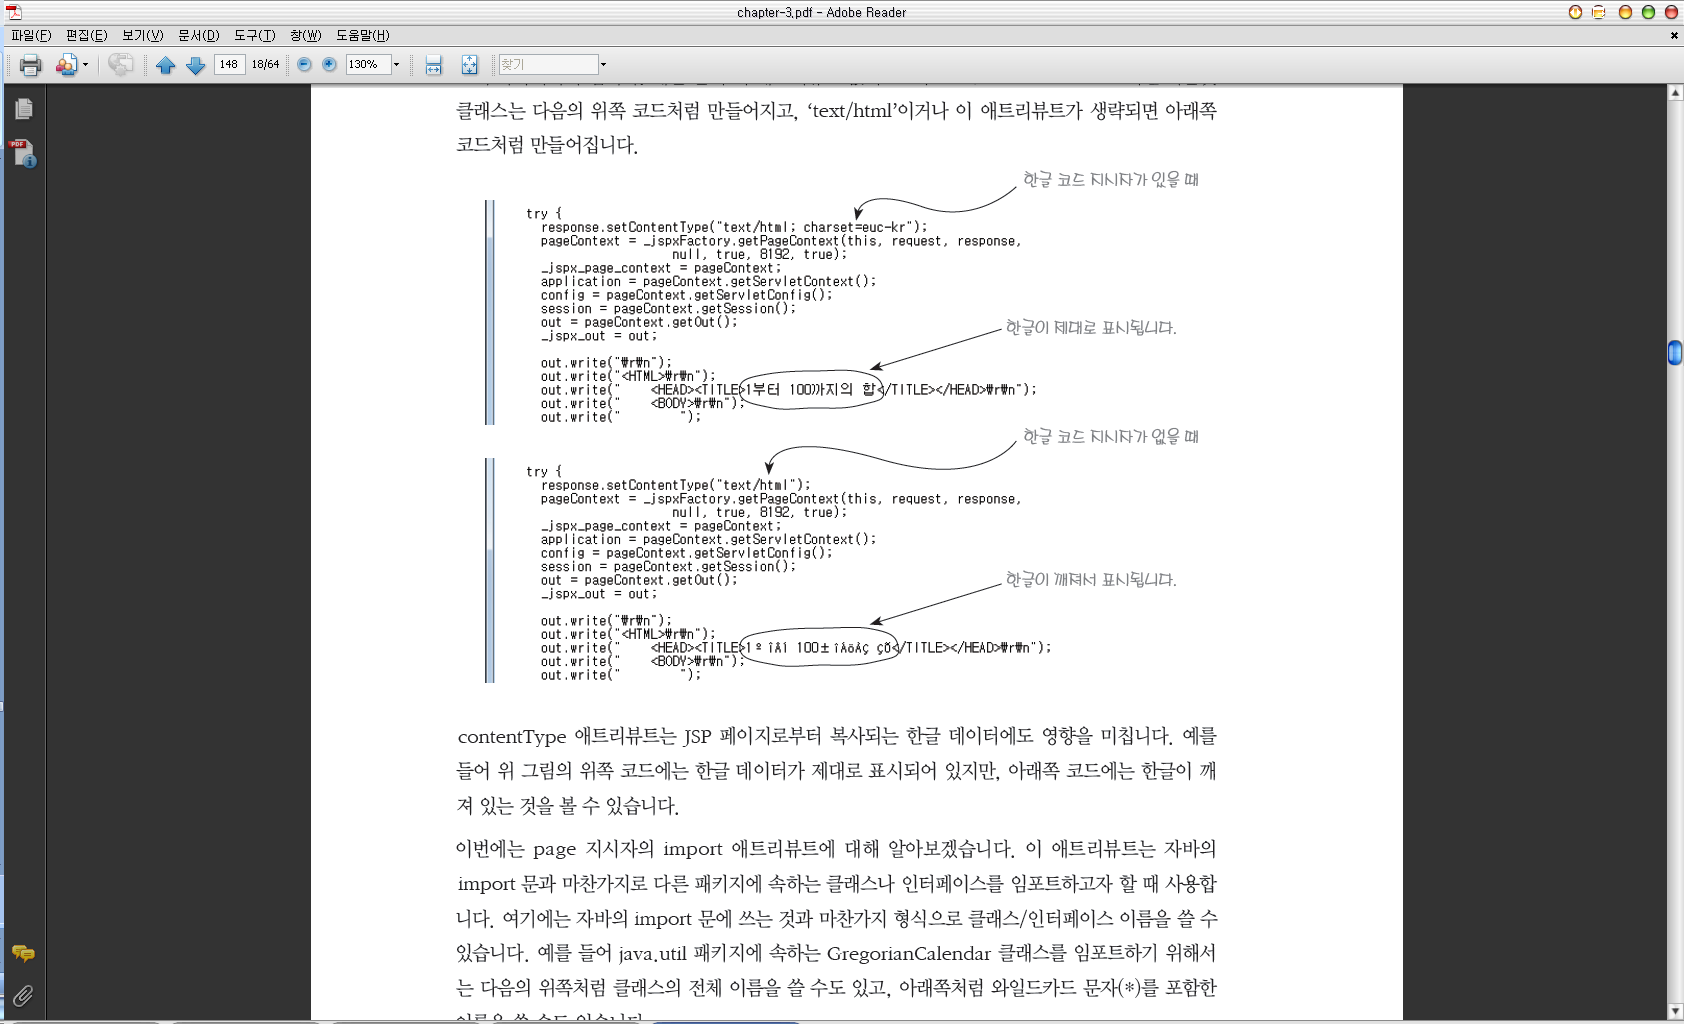 chapter-3.pdf - Adobe Reader
파일(F) 편집(E) 보기(V) 문서(D) 도구(T) 창(W) 도움말(H)
148 18/64 130% 찾기
클래스는 다음의 위쪽 코드처럼 만들어지고, ‘text/html’이거나 이 애트리뷰트가 생략되면 아래쪽
코드처럼 만들어집니다.
한글 코드 지시자가 있을 때
try {
response.setContentType("text/html; charset=euc-kr");
pageContext = _jspxFactory.getPageContext(this, request, response,
null, true, 8192, true);
_jspx_page_context = pageContext;
application = pageContext.getServletContext();
config = pageContext.getServletConfig();
session = pageContext.getSession();
out = pageContext.getOut();
_jspx_out = out;
한글이 제대로 표시됩니다.
out.write("₩r₩n");
out.write("<HTML>₩r₩n");
out.write("    <HEAD><TITLE>1부터 100까지의 합</TITLE></HEAD>₩r₩n");
out.write("    <BODY>₩r₩n");
out.write("        ");
한글 코드 지시자가 없을 때
try {
response.setContentType("text/html");
pageContext = _jspxFactory.getPageContext(this, request, response,
null, true, 8192, true);
_jspx_page_context = pageContext;
application = pageContext.getServletContext();
config = pageContext.getServletConfig();
session = pageContext.getSession();
out = pageContext.getOut();
_jspx_out = out;
한글이 깨져서 표시됩니다.
out.write("₩r₩n");
out.write("<HTML>₩r₩n");
out.write("    <HEAD><TITLE>1º îÅÍ 100± îÁöÀÇ ÇÕ</TITLE></HEAD>₩r₩n");
out.write("    <BODY>₩r₩n");
out.write("        ");
contentType 애트리뷰트는 JSP 페이지로부터 복사되는 한글 데이터에도 영향을 미칩니다. 예를
들어 위 그림의 위쪽 코드에는 한글 데이터가 제대로 표시되어 있지만, 아래쪽 코드에는 한글이 깨
져 있는 것을 볼 수 있습니다.
이번에는 page 지시자의 import 애트리뷰트에 대해 알아보겠습니다. 이 애트리뷰트는 자바의
import 문과 마찬가지로 다른 패키지에 속하는 클래스나 인터페이스를 임포트하고자 할 때 사용합
니다. 여기에는 자바의 import 문에 쓰는 것과 마찬가지 형식으로 클래스/인터페이스 이름을 쓸 수
있습니다. 예를 들어 java.util 패키지에 속하는 GregorianCalendar 클래스를 임포트하기 위해서
는 다음의 위쪽처럼 클래스의 전체 이름을 쓸 수도 있고, 아래쪽처럼 와일드카드 문자(*)를 포함한